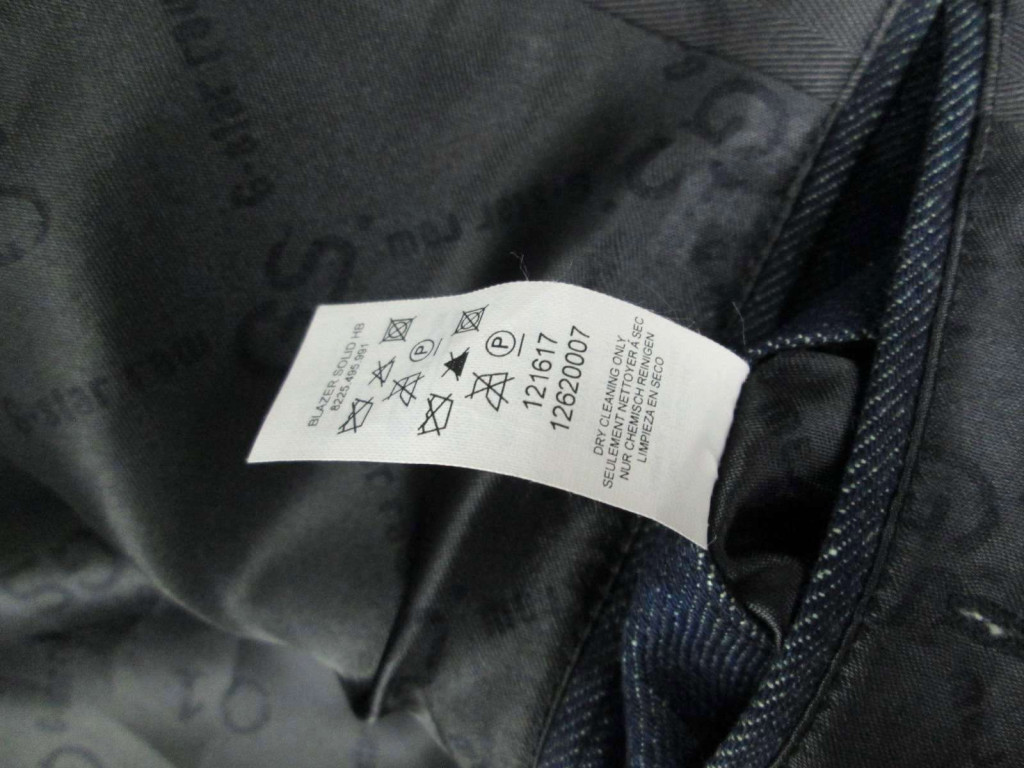 BLAZER SOLID HB
8225.495.991
P
P
121617
12620007
DRY CLEANING ONLY
SEULEMENT NETTOYER À SEC
NUR CHEMISCH REINIGEN
LIMPIEZA EN SECO